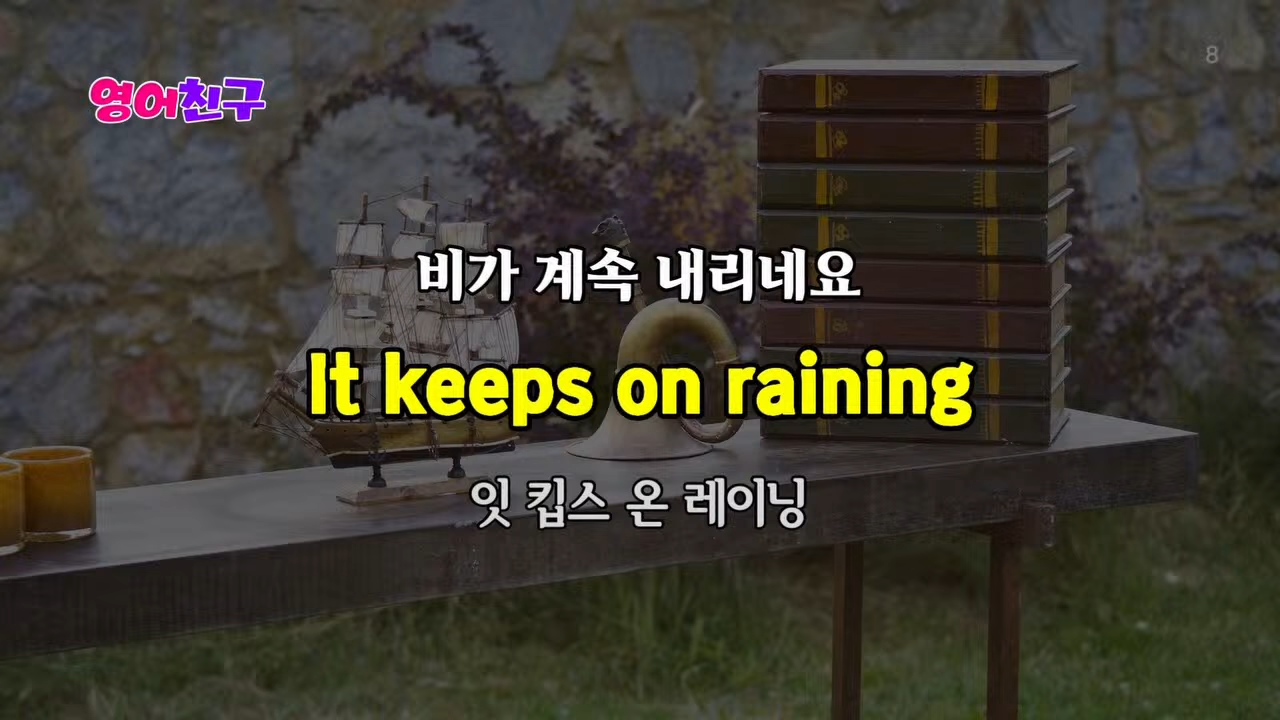 8
영어친구
비가 계속 내리네요
It keeps on raining
잇 킵스 온 레이닝